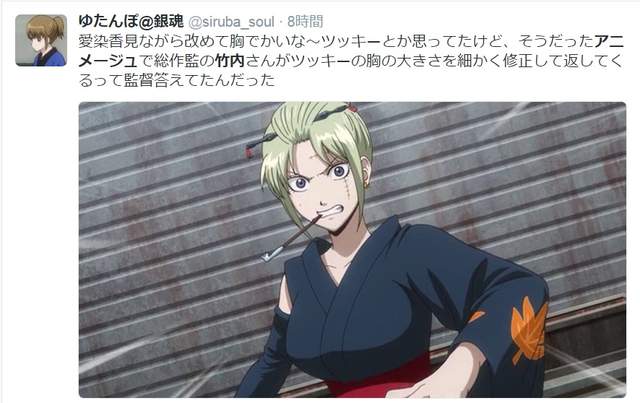 ゆたんぽ@銀魂 @siruba_soul · 8時間
愛染香見ながら改めて胸でかいな～ツッキーとか思ってたけど、そうだったアニ
メージュで総作監の竹内さんがツッキーの胸の大きさを細かく修正して返してく
るって監督答えてたんだった